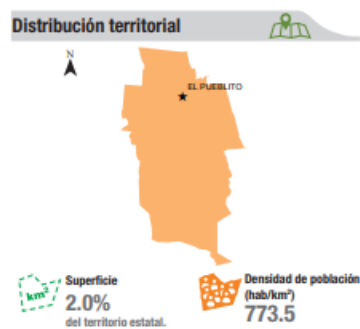 Distribución territorial
N
EL PUEBLITO
km²
Superficie
2.0%
del territorio estatal.
Densidad de población
(hab/km²)
773.5